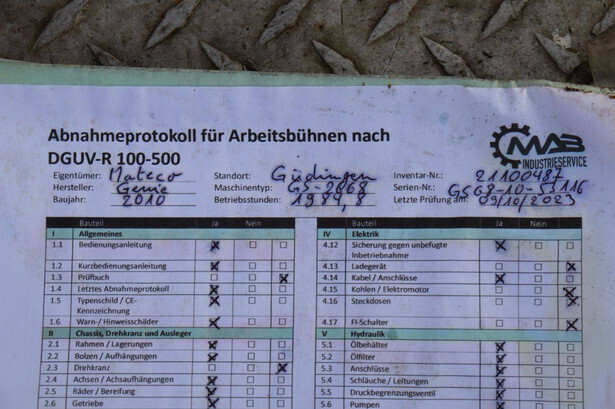 Abnahmeprotokoll für Arbeitsbühnen nach
DGUV-R 100-500
MAB
INDUSTRIESERVICE
Eigentümer: Mateco Standort: Güdingen Inventar-Nr.: 21100487
Hersteller: Genie Maschinentyp: GS-2668 Serien-Nr.: GS68-10-53116
Baujahr: 2010 Betriebsstunden: 1984,8 Letzte Prüfung am: 09/10/2023
Bauteil Ja Nein
I Allgemeines
1.1 Bedienungsanleitung
1.2 Kurzbedienungsanleitung
1.3 Prüfbuch
1.4 Letztes Abnahmeprotokoll
1.5 Typenschild / CE-
Kennzeichnung
1.6 Warn-/ Hinweisschilder
II Chassis, Drehkranz und Ausleger
2.1 Rahmen / Lagerungen
2.2 Bolzen / Aufhängungen
2.3 Drehkranz
2.4 Achsen / Achsaufhängungen
2.5 Räder / Bereifung
2.6 Getriebe
Bauteil Ja Nein
IV Elektrik
4.12 Sicherung gegen unbefugte
Inbetriebnahme
4.13 Ladegerät
4.14 Kabel / Anschlüsse
4.15 Kohlen / Elektromotor
4.16 Steckdosen
4.17 FI-Schalter
V Hydraulik
5.1 Ölbehälter
5.2 Ölfilter
5.3 Anschlüsse
5.4 Schläuche / Leitungen
5.5 Druckbegrenzungsventil
5.6 Pumpen